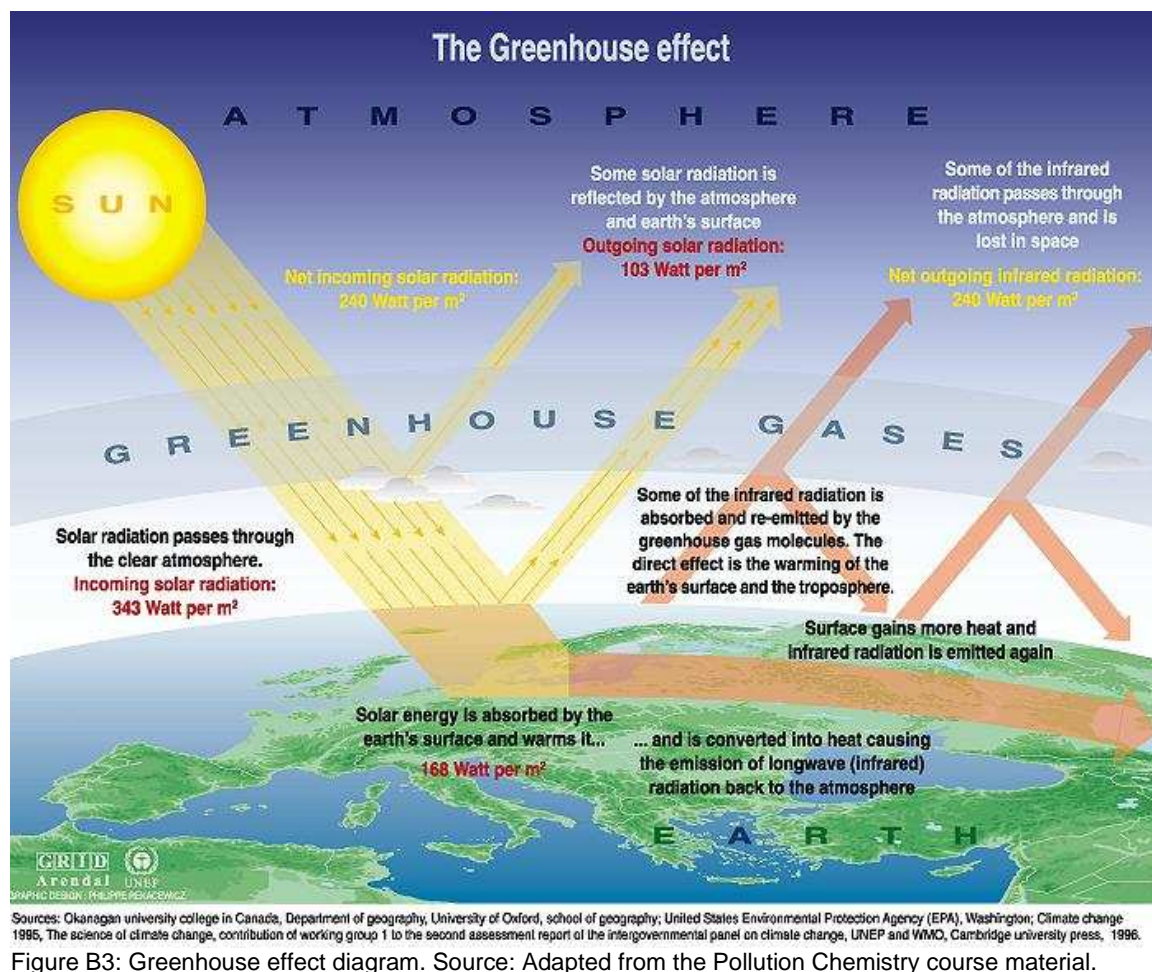 The Greenhouse effect
A T M O S P H E R E
S U N
Some solar radiation is
reflected by the atmosphere
and earth's surface
Outgoing solar radiation:
103 Watt per m²
Some of the infrared
radiation passes through
the atmosphere and is
lost in space
Net outgoing infrared radiation:
240 Watt per m²
Net incoming solar radiation:
240 Watt per m²
G R E E N H O U S E G A S E S
Solar radiation passes through
the clear atmosphere.
Incoming solar radiation:
343 Watt per m²
Some of the infrared radiation is
absorbed and re-emitted by the
greenhouse gas molecules. The
direct effect is the warming of the
earth's surface and the troposphere.
Surface gains more heat and
infrared radiation is emitted again
Solar energy is absorbed by the
earth's surface and warms it...
168 Watt per m²
... and is converted into heat causing
the emission of longwave (infrared)
radiation back to the atmosphere
E A R T H
GRID
Arendal UNEP
GRAPHIC DESIGN : PHILIPPE REKACEWICZ
Sources: Okanagan university college in Canada, Department of geography, University of Oxford, school of geography; United States Environmental Protection Agency (EPA), Washington; Climate change
1995, The science of climate change, contribution of working group 1 to the second assessment report of the intergovernmental panel on climate change, UNEP and WMO, Cambridge university press, 1996.
Figure B3: Greenhouse effect diagram. Source: Adapted from the Pollution Chemistry course material.